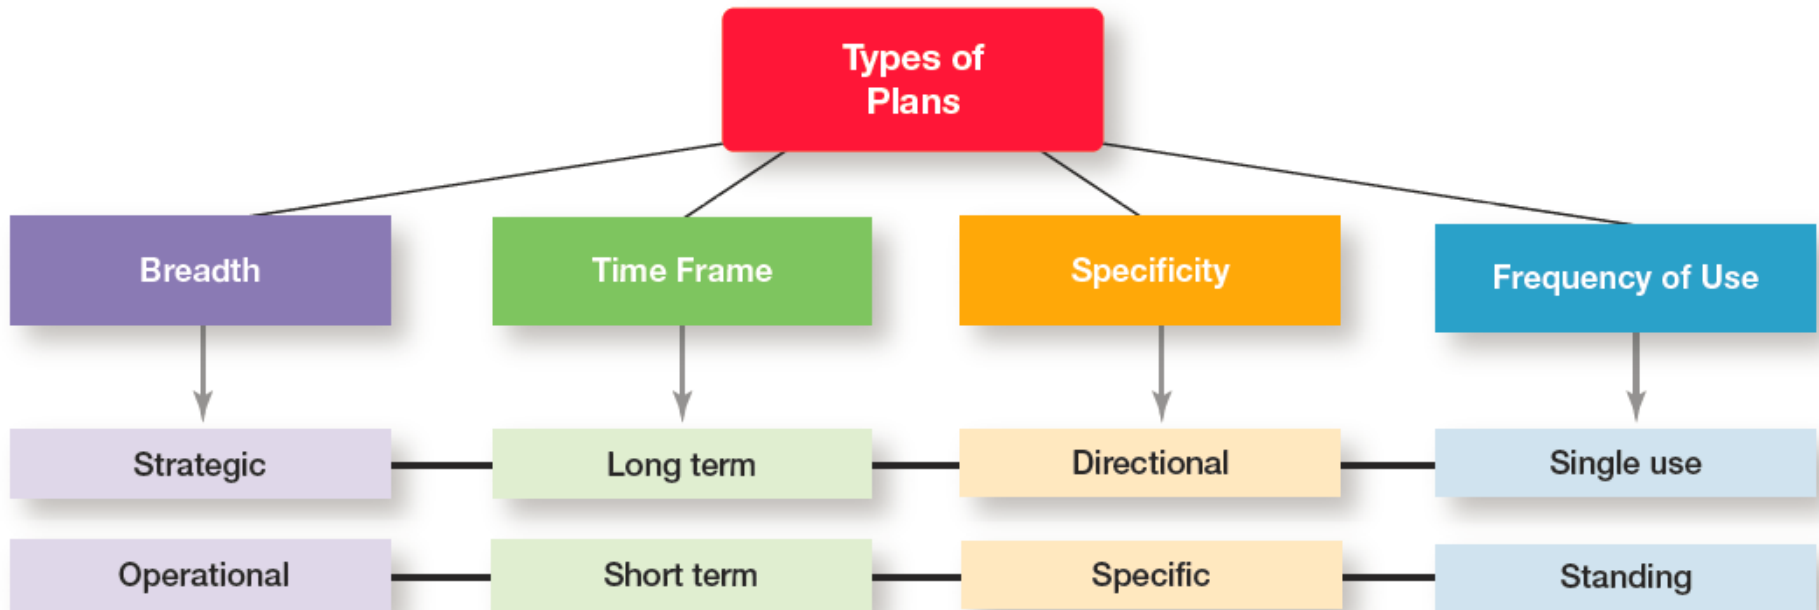 Types of
Plans
Breadth
Time Frame
Specificity
Frequency of Use
Strategic
Long term
Directional
Single use
Operational
Short term
Specific
Standing